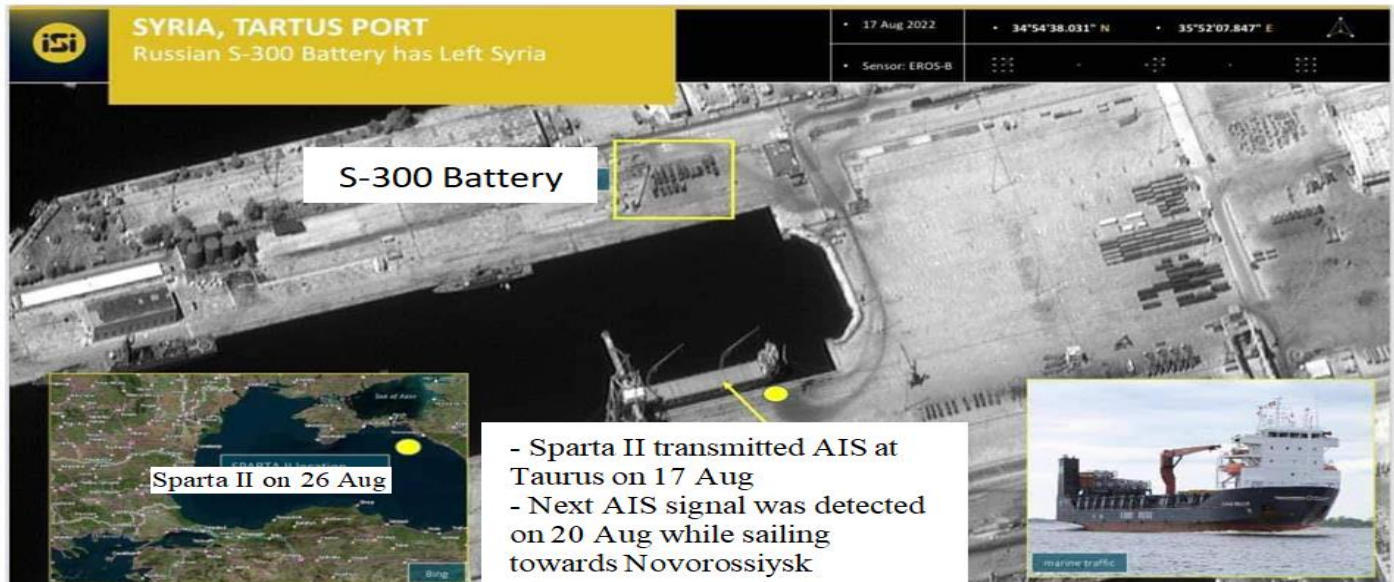 iSi
SYRIA, TARTUS PORT
Russian S-300 Battery has Left Syria
• 17 Aug 2022
• 34°54'38.031" N
• 35°52'07.847" E
• Sensor: EROS-B
S-300 Battery
Sea of Azov
SPARTA II location
Sparta II on 26 Aug
Bing
- Sparta II transmitted AIS at
Taurus on 17 Aug
- Next AIS signal was detected
on 20 Aug while sailing
towards Novorossiysk
marine traffic